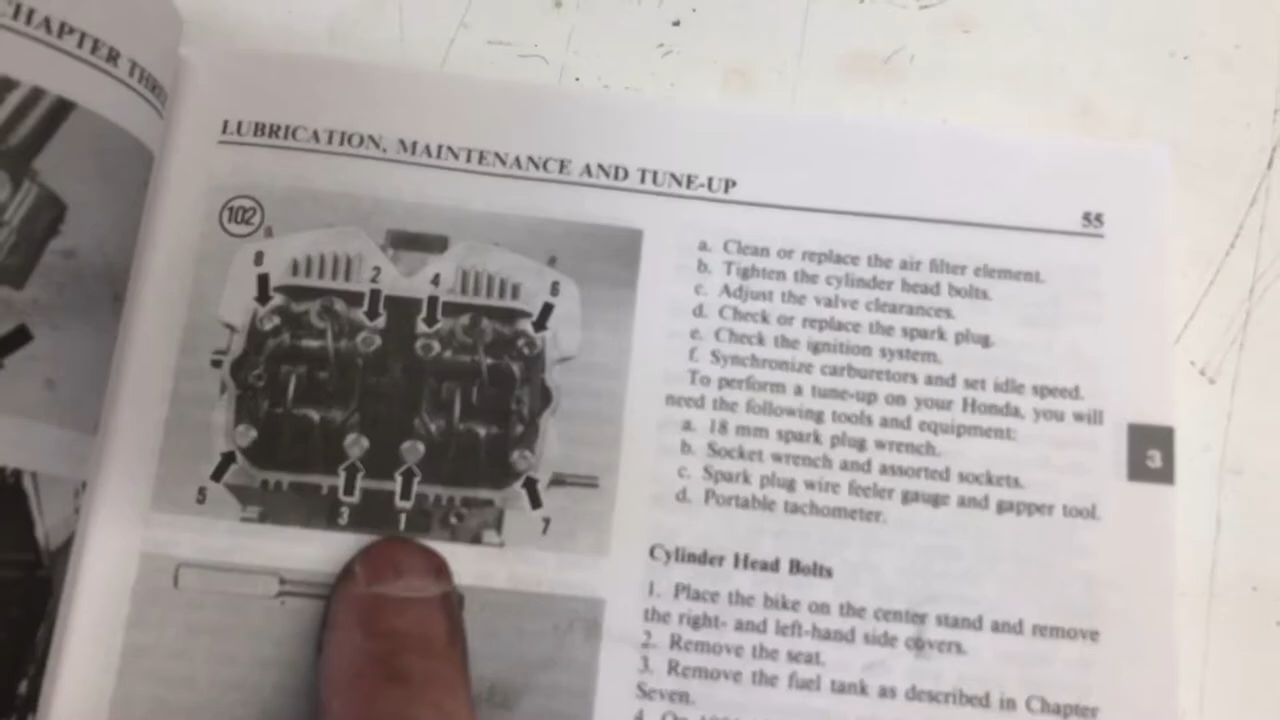 CHAPTER THREE
LUBRICATION, MAINTENANCE AND TUNE-UP
55
102
8
2
4
6
5
3
1
7
a. Clean or replace the air filter element.
b. Tighten the cylinder head bolts.
c. Adjust the valve clearances.
d. Check or replace the spark plug.
e. Check the ignition system.
f. Synchronize carburetors and set idle speed.
To perform a tune-up on your Honda, you will
need the following tools and equipment:
a. 18 mm spark plug wrench.
b. Socket wrench and assorted sockets.
c. Spark plug wire feeler gauge and gapper tool.
d. Portable tachometer.
3
Cylinder Head Bolts
1. Place the bike on the center stand and remove
the right- and left-hand side covers.
2. Remove the seat.
3. Remove the fuel tank as described in Chapter
Seven.
4. On